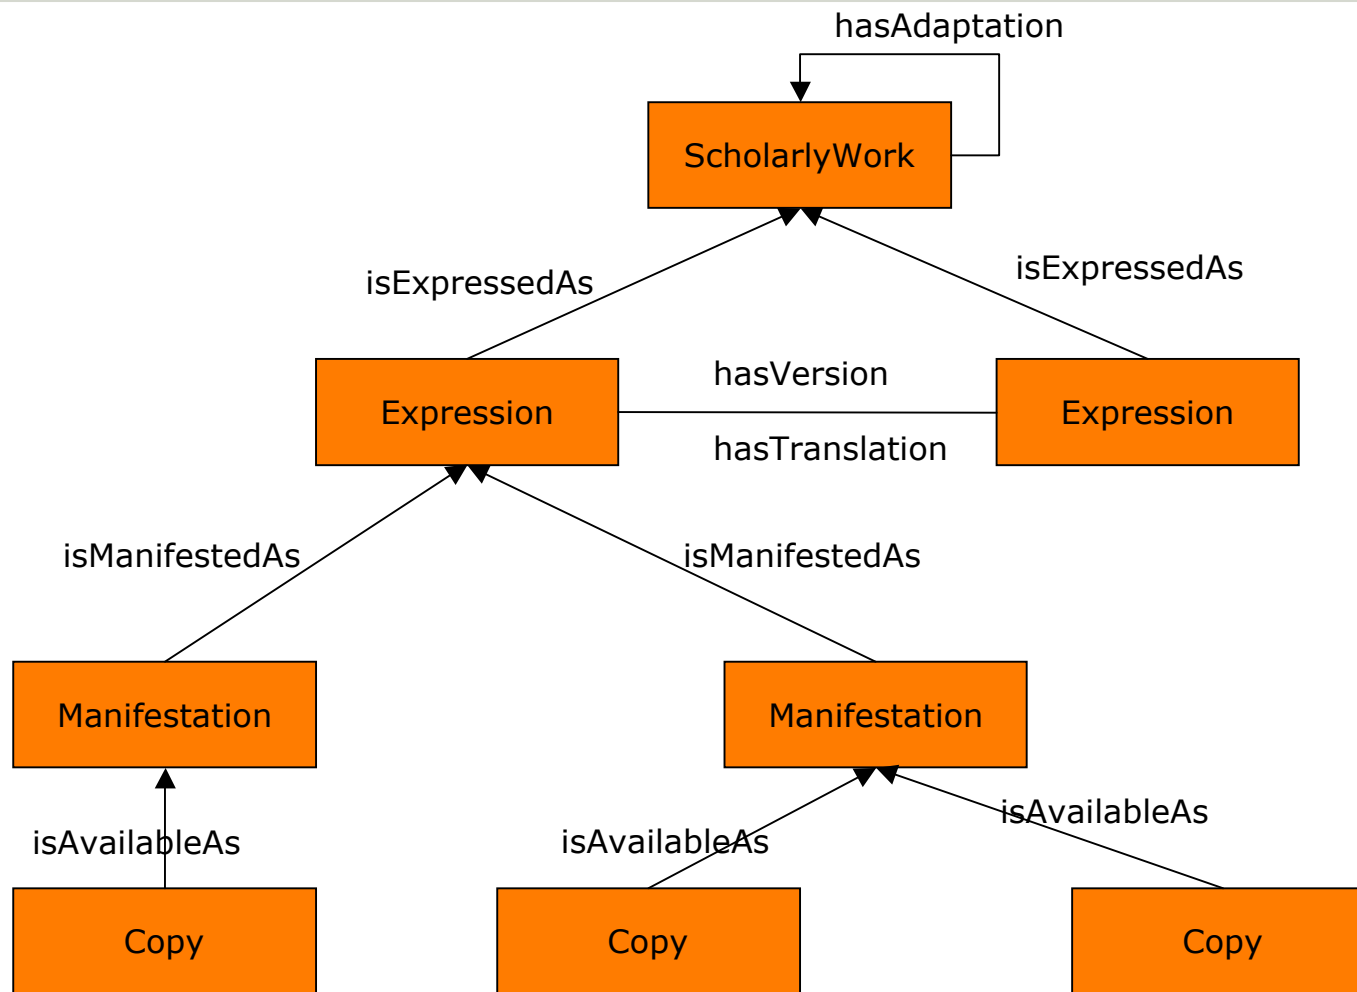 hasAdaptation
ScholarlyWork
isExpressedAs
isExpressedAs
hasVersion
Expression
Expression
hasTranslation
isManifestedAs
isManifestedAs
Manifestation
Manifestation
isAvailableAs
isAvailableAs
isAvailableAs
Copy
Copy
Copy